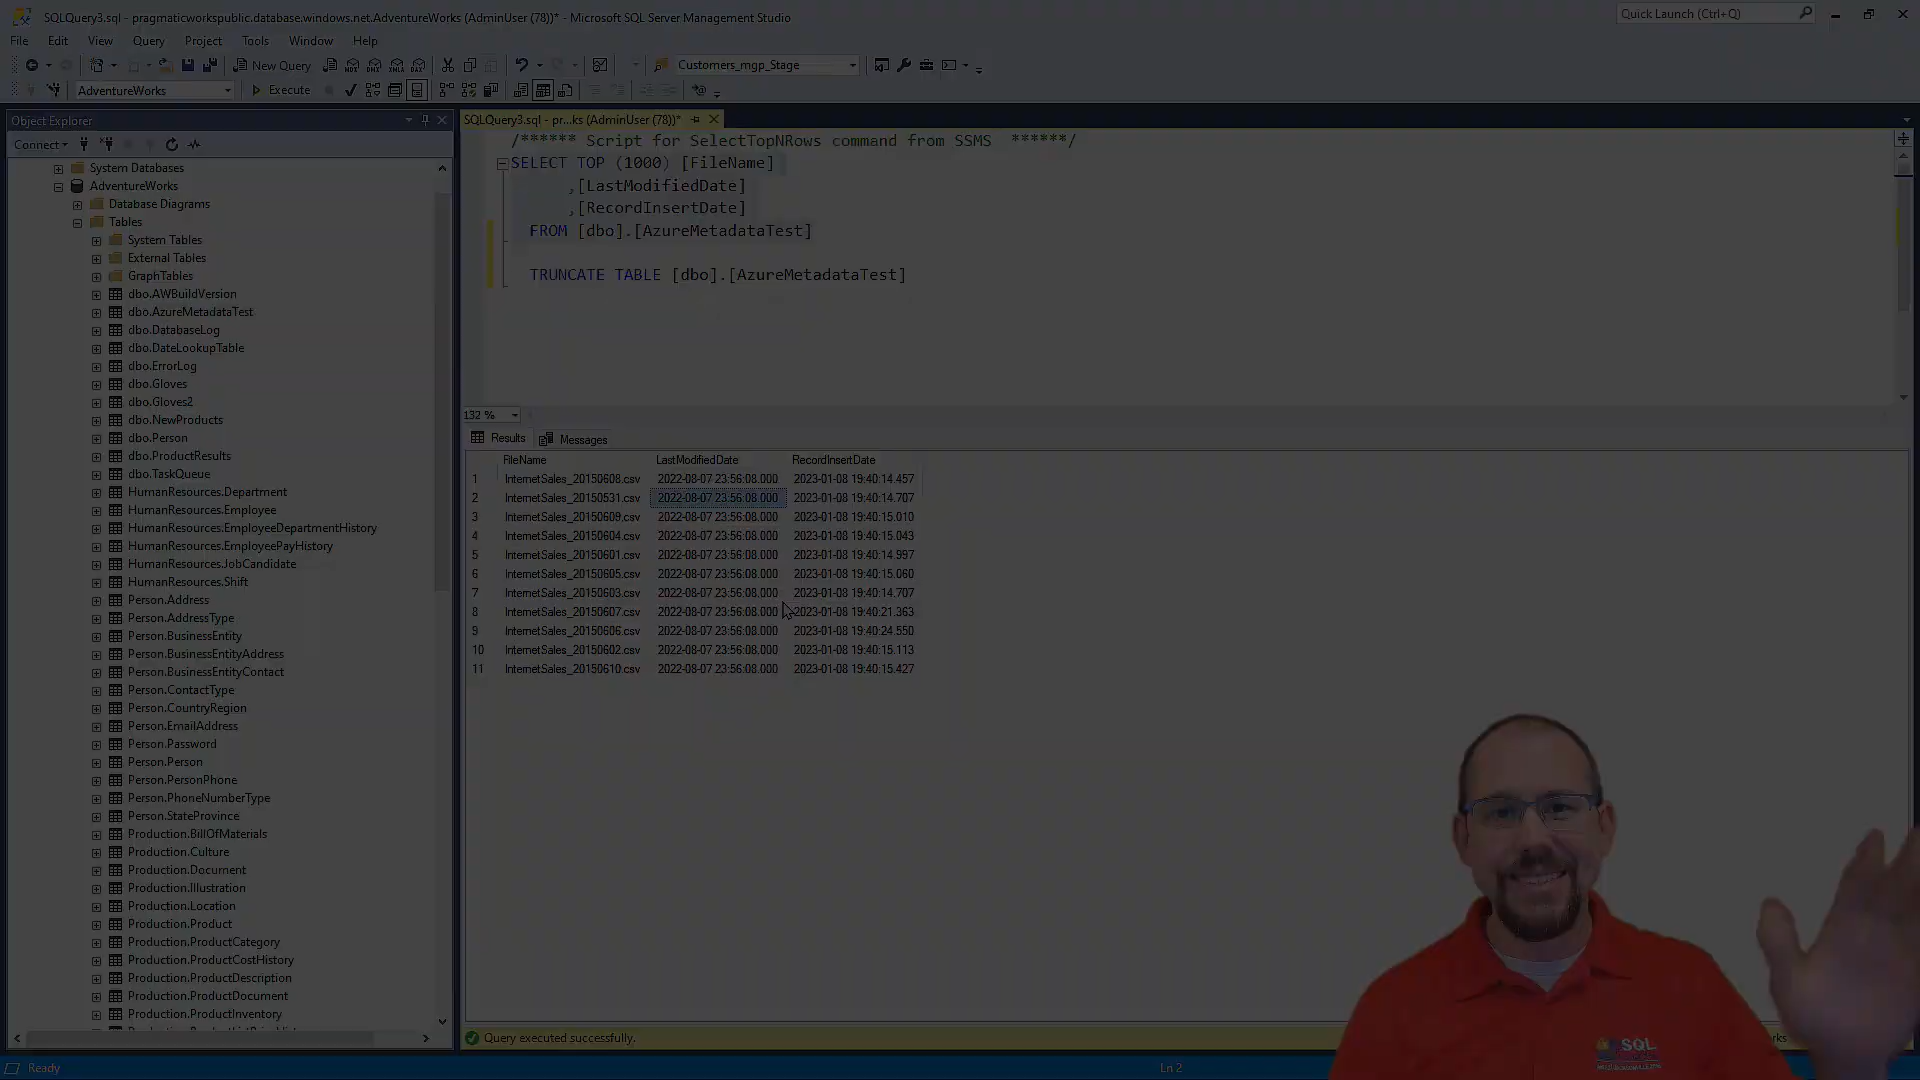 SQLQuery3.sql - pragmaticworkspublic.database.windows.net.AdventureWorks (AdminUser (78))* - Microsoft SQL Server Management Studio
Quick Launch (Ctrl+Q)
File Edit View Query Project Tools Window Help
New Query
Customers_mgp_Stage
AdventureWorks
Execute
Object Explorer
Connect
System Databases
AdventureWorks
Database Diagrams
Tables
System Tables
External Tables
GraphTables
dbo.AWBuildVersion
dbo.AzureMetadataTest
dbo.DatabaseLog
dbo.DateLookupTable
dbo.ErrorLog
dbo.Gloves
dbo.Gloves2
dbo.NewProducts
dbo.Person
dbo.ProductResults
dbo.TaskQueue
HumanResources.Department
HumanResources.Employee
HumanResources.EmployeeDepartmentHistory
HumanResources.EmployeePayHistory
HumanResources.JobCandidate
HumanResources.Shift
Person.Address
Person.AddressType
Person.BusinessEntity
Person.BusinessEntityAddress
Person.BusinessEntityContact
Person.ContactType
Person.CountryRegion
Person.EmailAddress
Person.Password
Person.Person
Person.PersonPhone
Person.PhoneNumberType
Person.StateProvince
Production.BillOfMaterials
Production.Culture
Production.Document
Production.Illustration
Production.Location
Production.Product
Production.ProductCategory
Production.ProductCostHistory
Production.ProductDescription
Production.ProductDocument
Production.ProductInventory
SQLQuery3.sql - pr...ks (AdminUser (78))*
/****** Script for SelectTopNRows command from SSMS ******/
SELECT TOP (1000) [FileName]
,[LastModifiedDate]
,[RecordInsertDate]
FROM [dbo].[AzureMetadataTest]
TRUNCATE TABLE [dbo].[AzureMetadataTest]
132 %
Results Messages
FileName LastModifiedDate RecordInsertDate
1 InternetSales_20150608.csv 2022-08-07 23:56:08.000 2023-01-08 19:40:14.457
2 InternetSales_20150531.csv 2022-08-07 23:56:08.000 2023-01-08 19:40:14.707
3 InternetSales_20150609.csv 2022-08-07 23:56:08.000 2023-01-08 19:40:15.010
4 InternetSales_20150604.csv 2022-08-07 23:56:08.000 2023-01-08 19:40:15.043
5 InternetSales_20150601.csv 2022-08-07 23:56:08.000 2023-01-08 19:40:14.997
6 InternetSales_20150605.csv 2022-08-07 23:56:08.000 2023-01-08 19:40:15.060
7 InternetSales_20150603.csv 2022-08-07 23:56:08.000 2023-01-08 19:40:14.707
8 InternetSales_20150607.csv 2022-08-07 23:56:08.000 2023-01-08 19:40:21.363
9 InternetSales_20150606.csv 2022-08-07 23:56:08.000 2023-01-08 19:40:24.550
10 InternetSales_20150602.csv 2022-08-07 23:56:08.000 2023-01-08 19:40:15.113
11 InternetSales_20150610.csv 2022-08-07 23:56:08.000 2023-01-08 19:40:15.427
Query executed successfully.
SQL
Ready
Ln 2